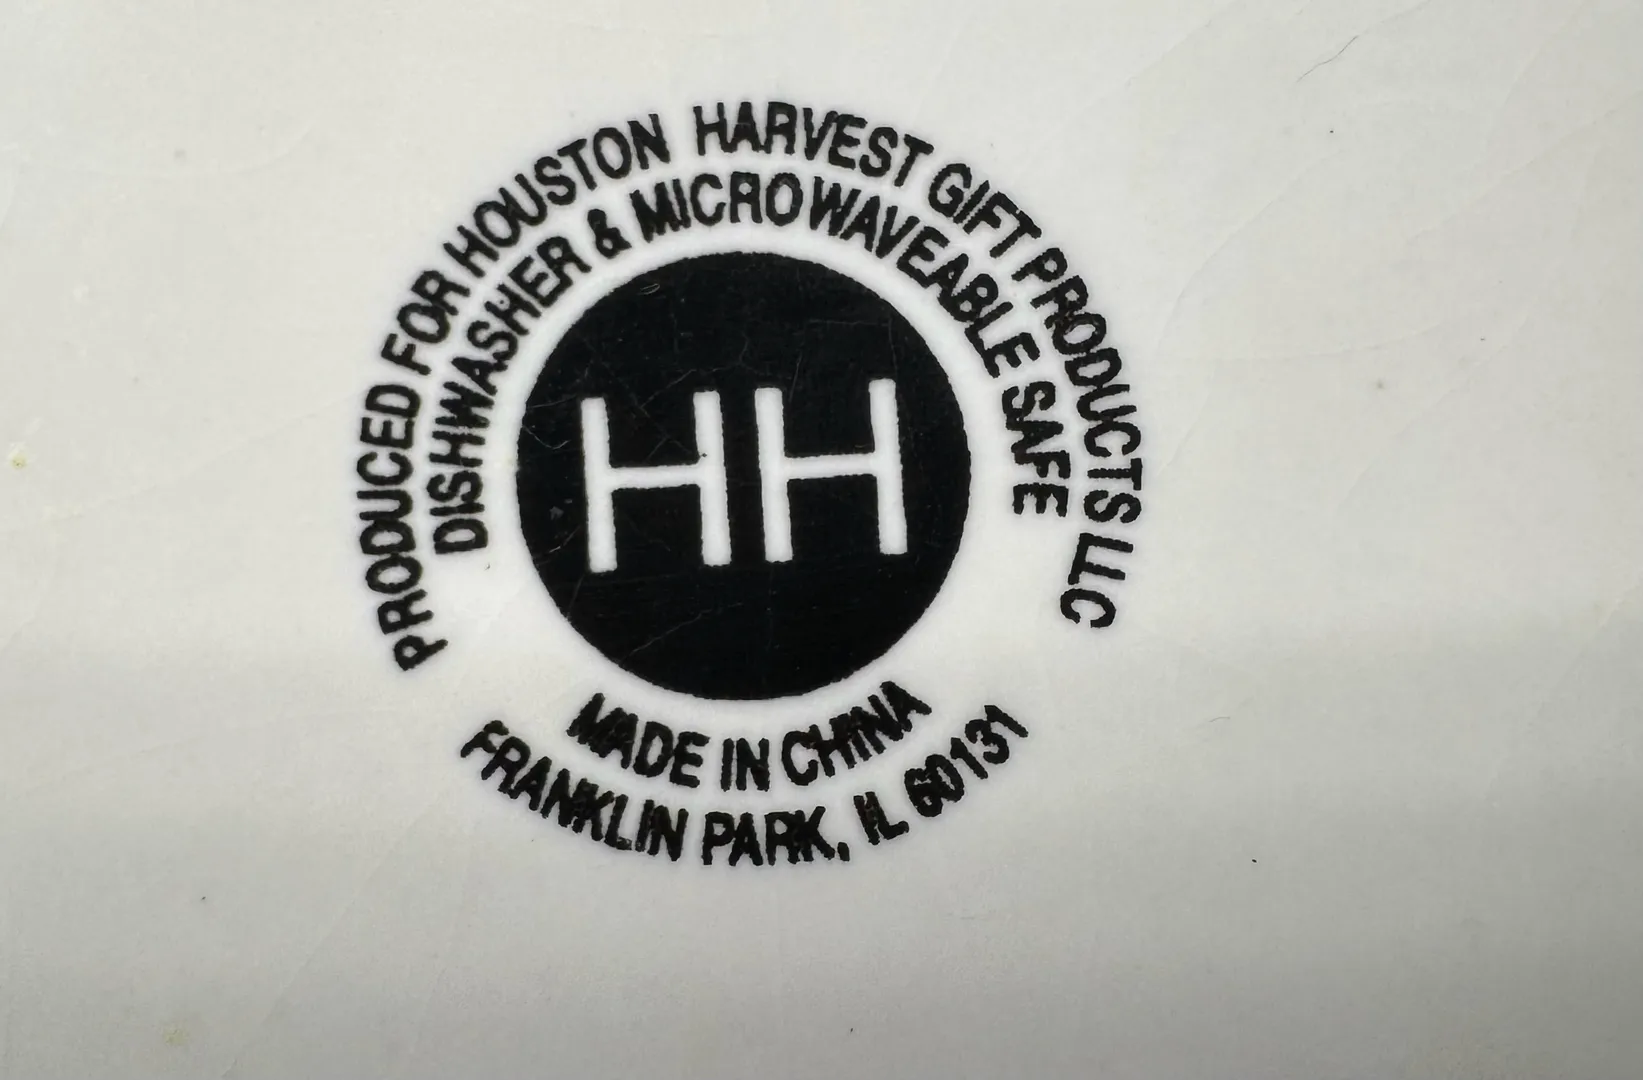 PRODUCED FOR HOUSTON HARVEST GIFT PRODUCTS LLC
DISHWASHER & MICROWAVEABLE SAFE
HH
MADE IN CHINA
FRANKLIN PARK, IL 60131